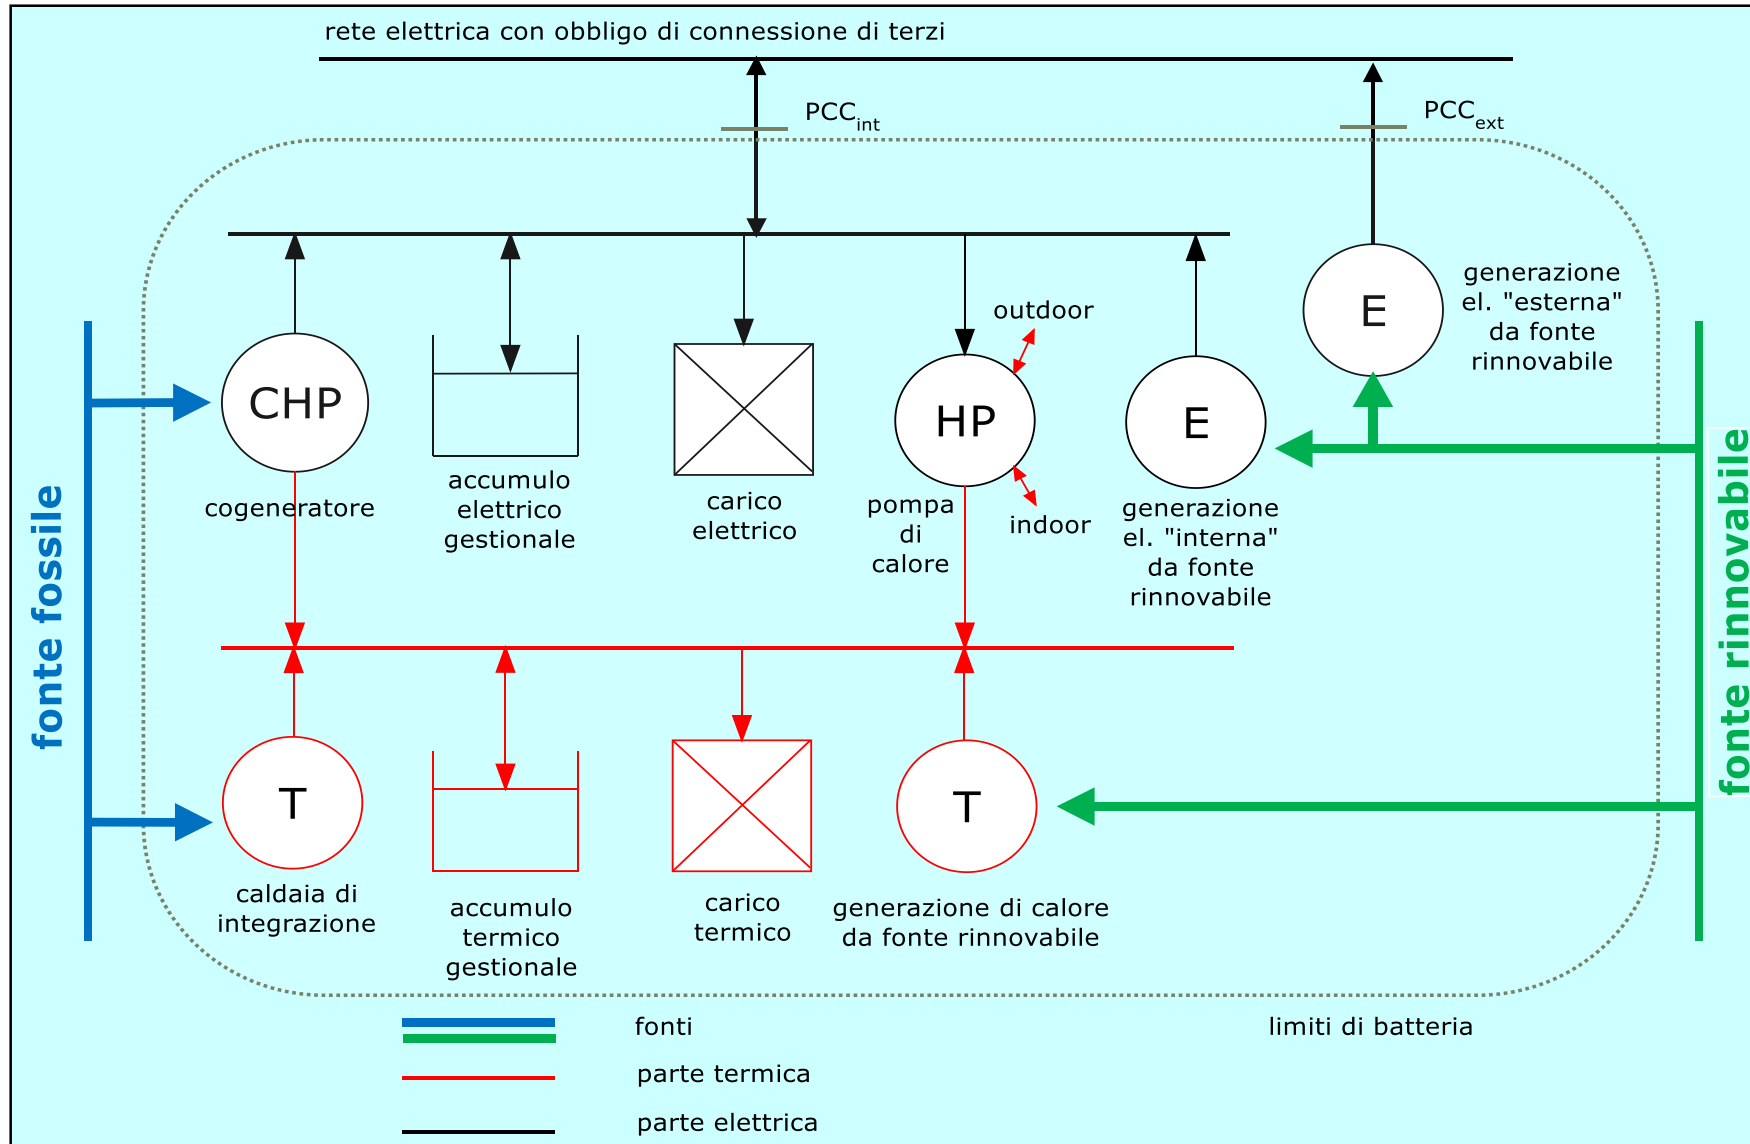 rete elettrica con obbligo di connessione di terzi
PCCint
PCCext
generazione
el. "esterna"
da fonte
rinnovabile
E
outdoor
CHP
HP
E
cogeneratore
accumulo
elettrico
gestionale
carico
elettrico
pompa
di
calore
indoor
generazione
el. "interna"
da fonte
rinnovabile
fonte fossile
fonte rinnovabile
T
T
caldaia di
integrazione
accumulo
termico
gestionale
carico
termico
generazione di calore
da fonte rinnovabile
fonti
limiti di batteria
parte termica
parte elettrica